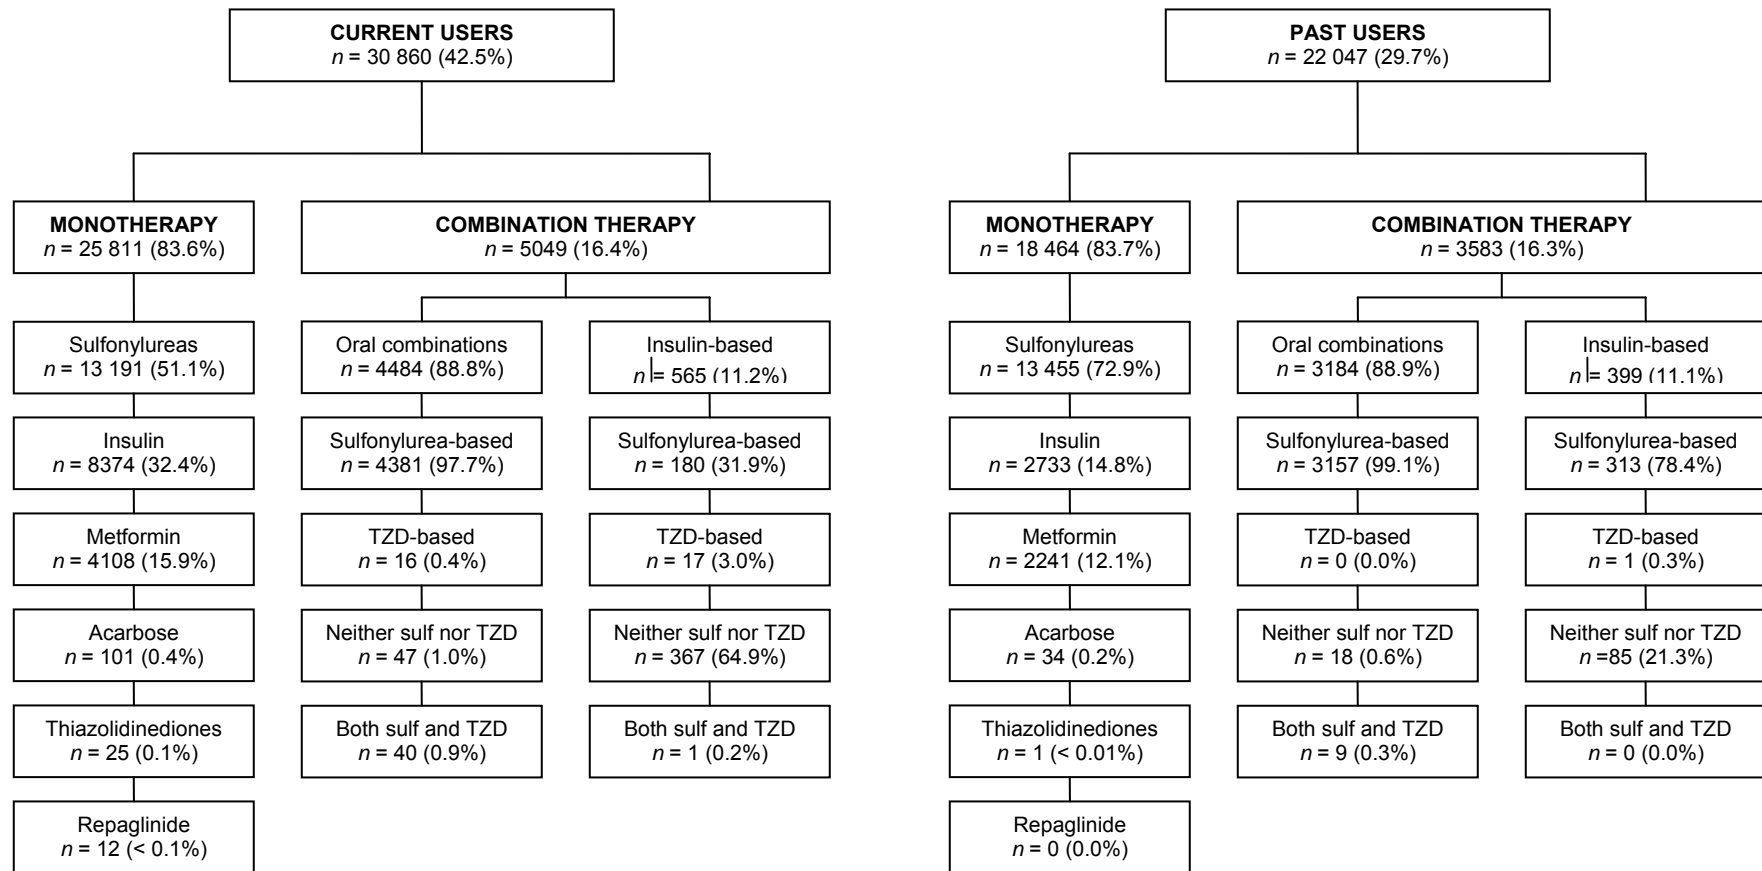 CURRENT USERS
n = 30 860 (42.5%)
MONOTHERAPY
n = 25 811 (83.6%)
COMBINATION THERAPY
n = 5049 (16.4%)
Sulfonylureas
n = 13 191 (51.1%)
Insulin
n = 8374 (32.4%)
Metformin
n = 4108 (15.9%)
Acarbose
n = 101 (0.4%)
Thiazolidinediones
n = 25 (0.1%)
Repaglinide
n = 12 (< 0.1%)
Oral combinations
n = 4484 (88.8%)
Sulfonylurea-based
n = 4381 (97.7%)
TZD-based
n = 16 (0.4%)
Neither sulf nor TZD
n = 47 (1.0%)
Both sulf and TZD
n = 40 (0.9%)
Insulin-based
n = 565 (11.2%)
Sulfonylurea-based
n = 180 (31.9%)
TZD-based
n = 17 (3.0%)
Neither sulf nor TZD
n = 367 (64.9%)
Both sulf and TZD
n = 1 (0.2%)
PAST USERS
n = 22 047 (29.7%)
MONOTHERAPY
n = 18 464 (83.7%)
COMBINATION THERAPY
n = 3583 (16.3%)
Sulfonylureas
n = 13 455 (72.9%)
Insulin
n = 2733 (14.8%)
Metformin
n = 2241 (12.1%)
Acarbose
n = 34 (0.2%)
Thiazolidinediones
n = 1 (< 0.01%)
Repaglinide
n = 0 (0.0%)
Oral combinations
n = 3184 (88.9%)
Sulfonylurea-based
n = 3157 (99.1%)
TZD-based
n = 0 (0.0%)
Neither sulf nor TZD
n = 18 (0.6%)
Both sulf and TZD
n = 9 (0.3%)
Insulin-based
n = 399 (11.1%)
Sulfonylurea-based
n = 313 (78.4%)
TZD-based
n = 1 (0.3%)
Neither sulf nor TZD
n =85 (21.3%)
Both sulf and TZD
n = 0 (0.0%)